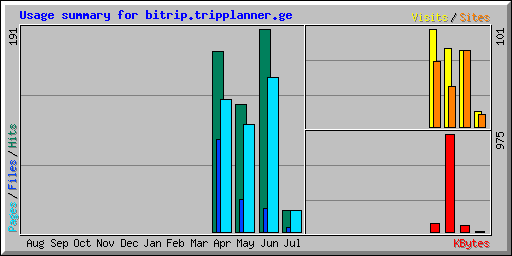 Usage summary for bitrip.tripplanner.ge
Visits/Sites
191
101
975
Pages/Files/Hits
Aug Sep Oct Nov Dec Jan Feb Mar Apr May Jun Jul
KBytes